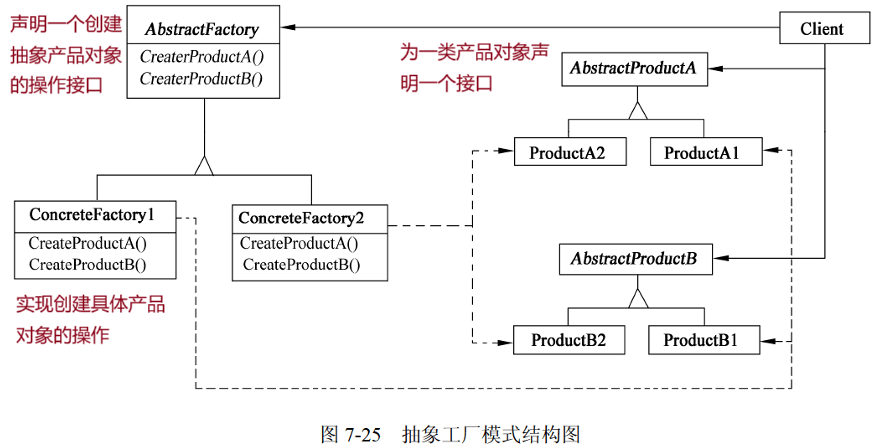 声明一个创建
抽象产品对象
的操作接口
AbstractFactory
CreaterProductA()
CreaterProductB()
Client
为一类产品对象声
明一个接口
AbstractProductA
ProductA2
ProductA1
ConcreteFactory1
CreateProductA()
CreateProductB()
ConcreteFactory2
CreateProductA()
CreateProductB()
AbstractProductB
ProductB2
ProductB1
实现创建具体产品
对象的操作
图 7-25 抽象工厂模式结构图